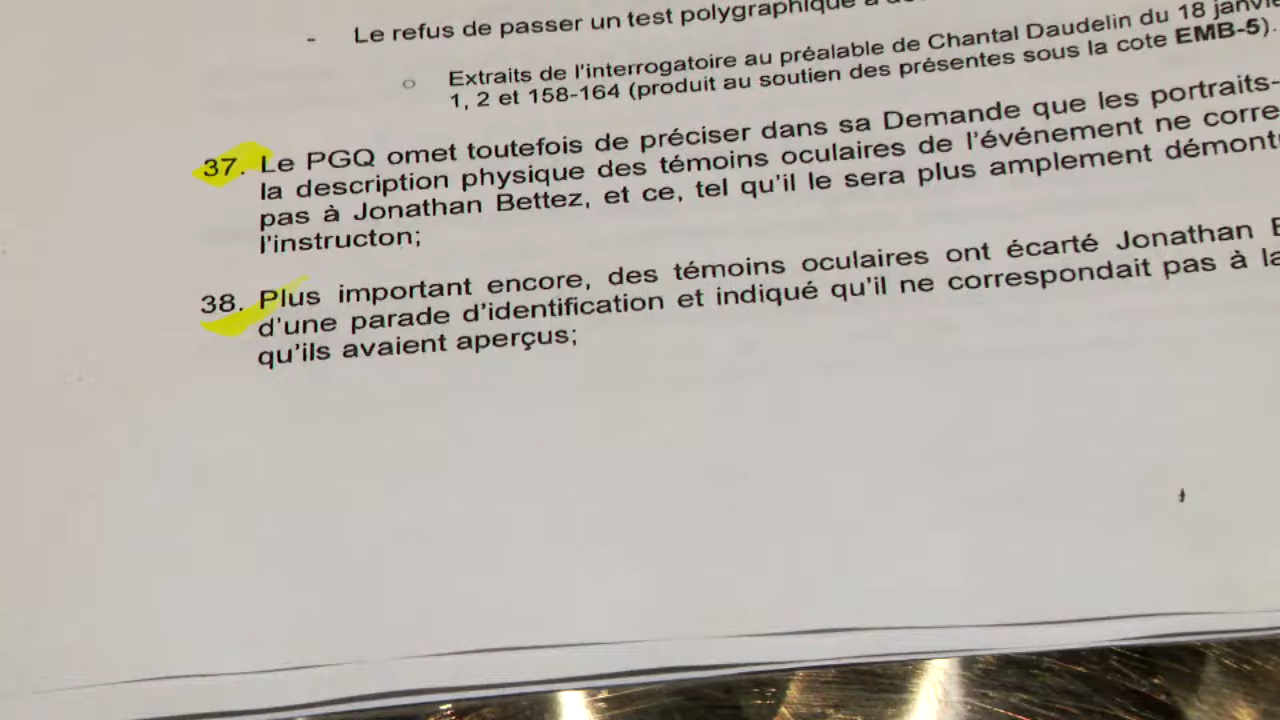 - Le refus de passer un test polygraphique a
o Extraits de l'interrogatoire au préalable de Chantal Daudelin du 18
1, 2 et 158-164 (produit au soutien des présentes sous la cote EMB-5).
37. Le PGQ omet toutefois de préciser dans sa Demande que les portraits-
la description physique des témoins oculaires de l'événement ne
pas à Jonathan Bettez, et ce, tel qu'il le sera plus amplement
l'instructon;
38. Plus important encore, des témoins oculaires ont écarté Jonathan
d'une parade d'identification et indiqué qu'il ne correspondait pas à
qu'ils avaient aperçus;